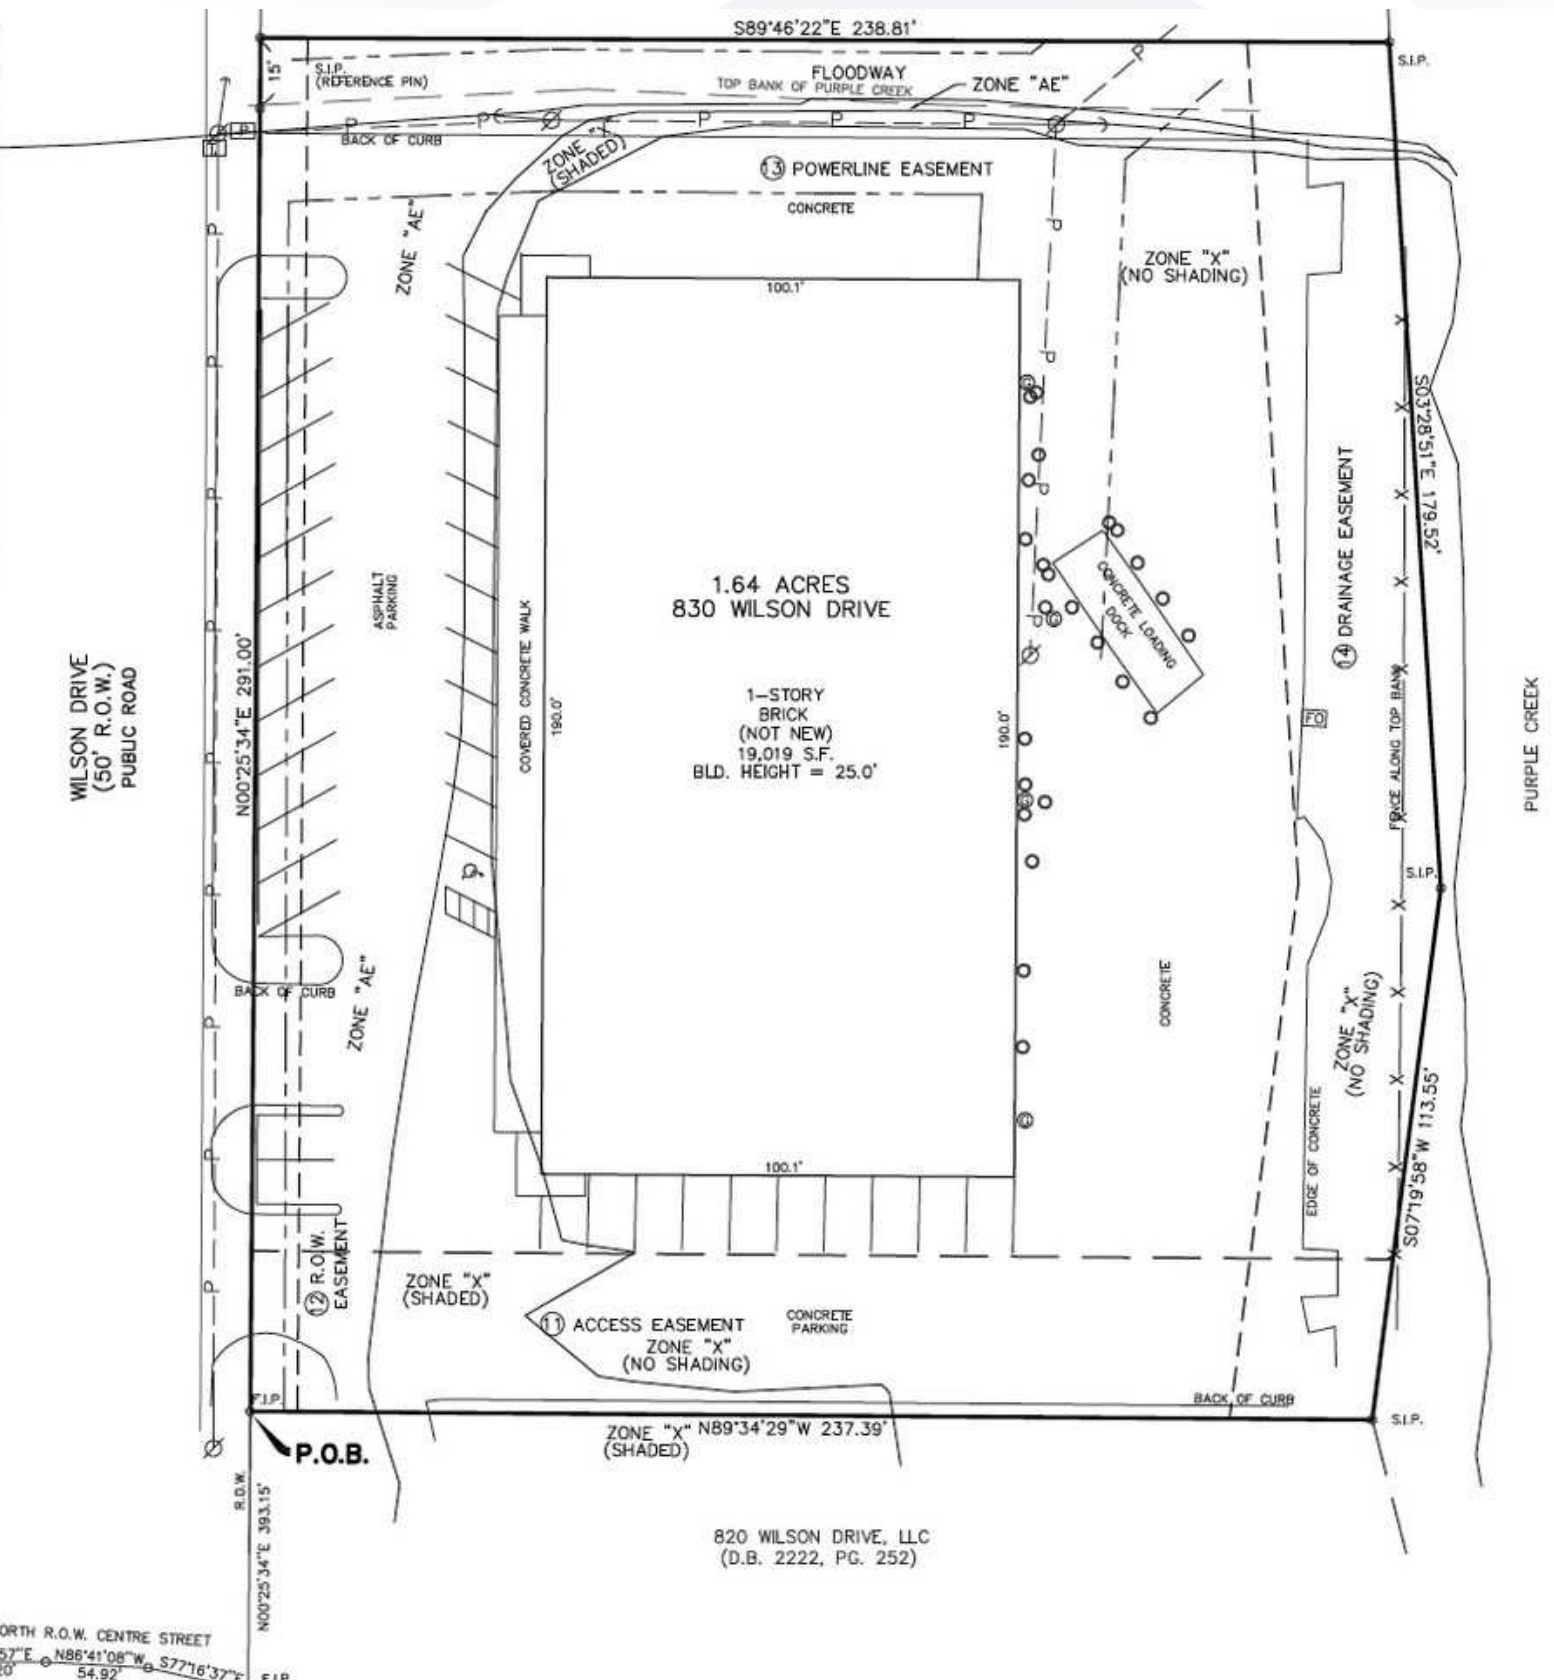 S89°46'22"E 238.81'
15'
S.I.P.
(REFERENCE PIN)
S.I.P.
FLOODWAY
TOP BANK OF PURPLE CREEK
ZONE "AE"
P
P
P
P
P
P
P
T
BACK OF CURB
ZONE "X"
(SHADED)
13 POWERLINE EASEMENT
CONCRETE
ZONE "AE"
P
P
ZONE "X"
(NO SHADING)
100.1'
P
P
G
S03°28'51"E 179.52'
P
P
14 DRAINAGE EASEMENT
ASPHALT
PARKING
1.64 ACRES
830 WILSON DRIVE
CONCRETE LOADING
DOCK
P
P
G
WILSON DRIVE
(50' R.O.W.)
PUBLIC ROAD
N00°25'34"E 291.00'
COVERED CONCRETE WALK
190.0'
1-STORY
BRICK
(NOT NEW)
19,019 S.F.
BLD. HEIGHT = 25.0'
190.0'
FO
FENCE ALONG TOP BANK
PURPLE CREEK
P
G
P
S.I.P.
BACK OF CURB
ZONE "AE"
P
CONCRETE
ZONE "X"
(NO SHADING)
G
P
100.1'
EDGE OF CONCRETE
S07°19'58"W 113.55'
P
12 R.O.W.
EASEMENT
ZONE "X"
(SHADED)
11 ACCESS EASEMENT
ZONE "X"
(NO SHADING)
CONCRETE
PARKING
F.I.P.
BACK OF CURB
S.I.P.
P.O.B.
ZONE "X"
(SHADED)
N89°34'29"W 237.39'
R.O.W.
N00°25'34"E 393.15'
820 WILSON DRIVE, LLC
(D.B. 2222, PG. 252)
ORTH R.O.W. CENTRE STREET
57"E
N86°41'08"W
54.92'
S77°16'37"E
20'